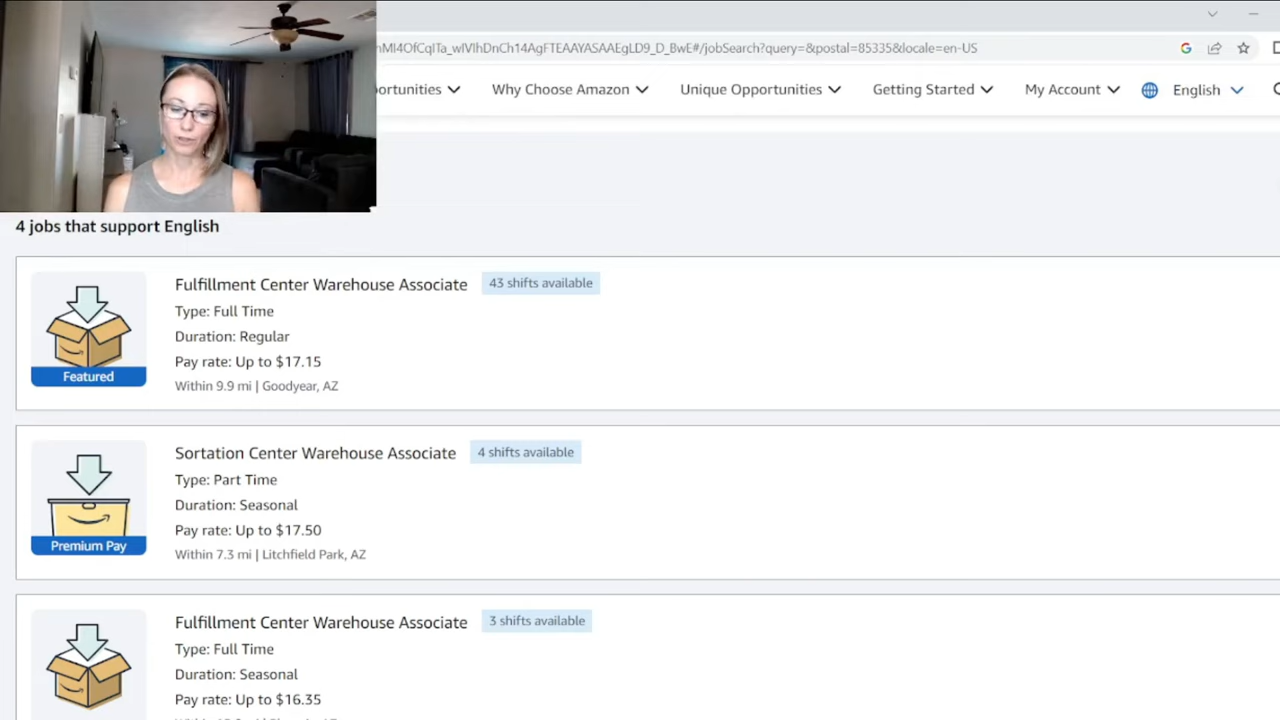 nMI4OfCqITa_wIVIhDnCh14AgFTEAAYASAAEgLD9_D_BwE#/jobSearch?query=&postal=85335&locale=en-US
ortunities
Why Choose Amazon
Unique Opportunities
Getting Started
My Account
English
4 jobs that support English
Fulfillment Center Warehouse Associate
43 shifts available
Type: Full Time
Duration: Regular
Pay rate: Up to $17.15
Within 9.9 mi | Goodyear, AZ
Featured
Sortation Center Warehouse Associate
4 shifts available
Type: Part Time
Duration: Seasonal
Pay rate: Up to $17.50
Within 7.3 mi | Litchfield Park, AZ
Premium Pay
Fulfillment Center Warehouse Associate
3 shifts available
Type: Full Time
Duration: Seasonal
Pay rate: Up to $16.35